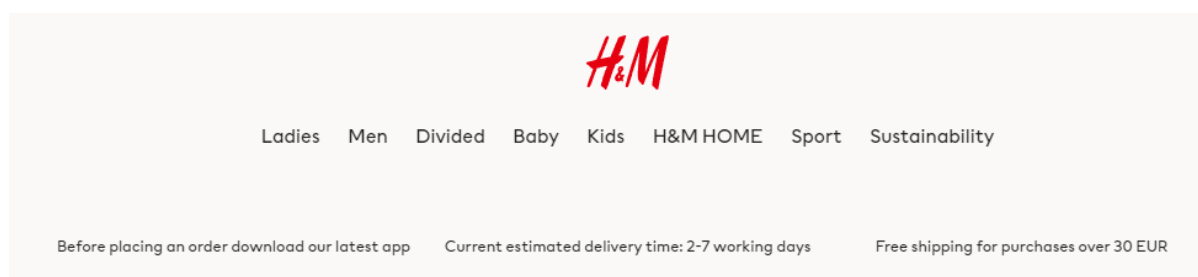 H&M
Ladies Men Divided Baby Kids H&M HOME Sport Sustainability
Before placing an order download our latest app Current estimated delivery time: 2-7 working days Free shipping for purchases over 30 EUR